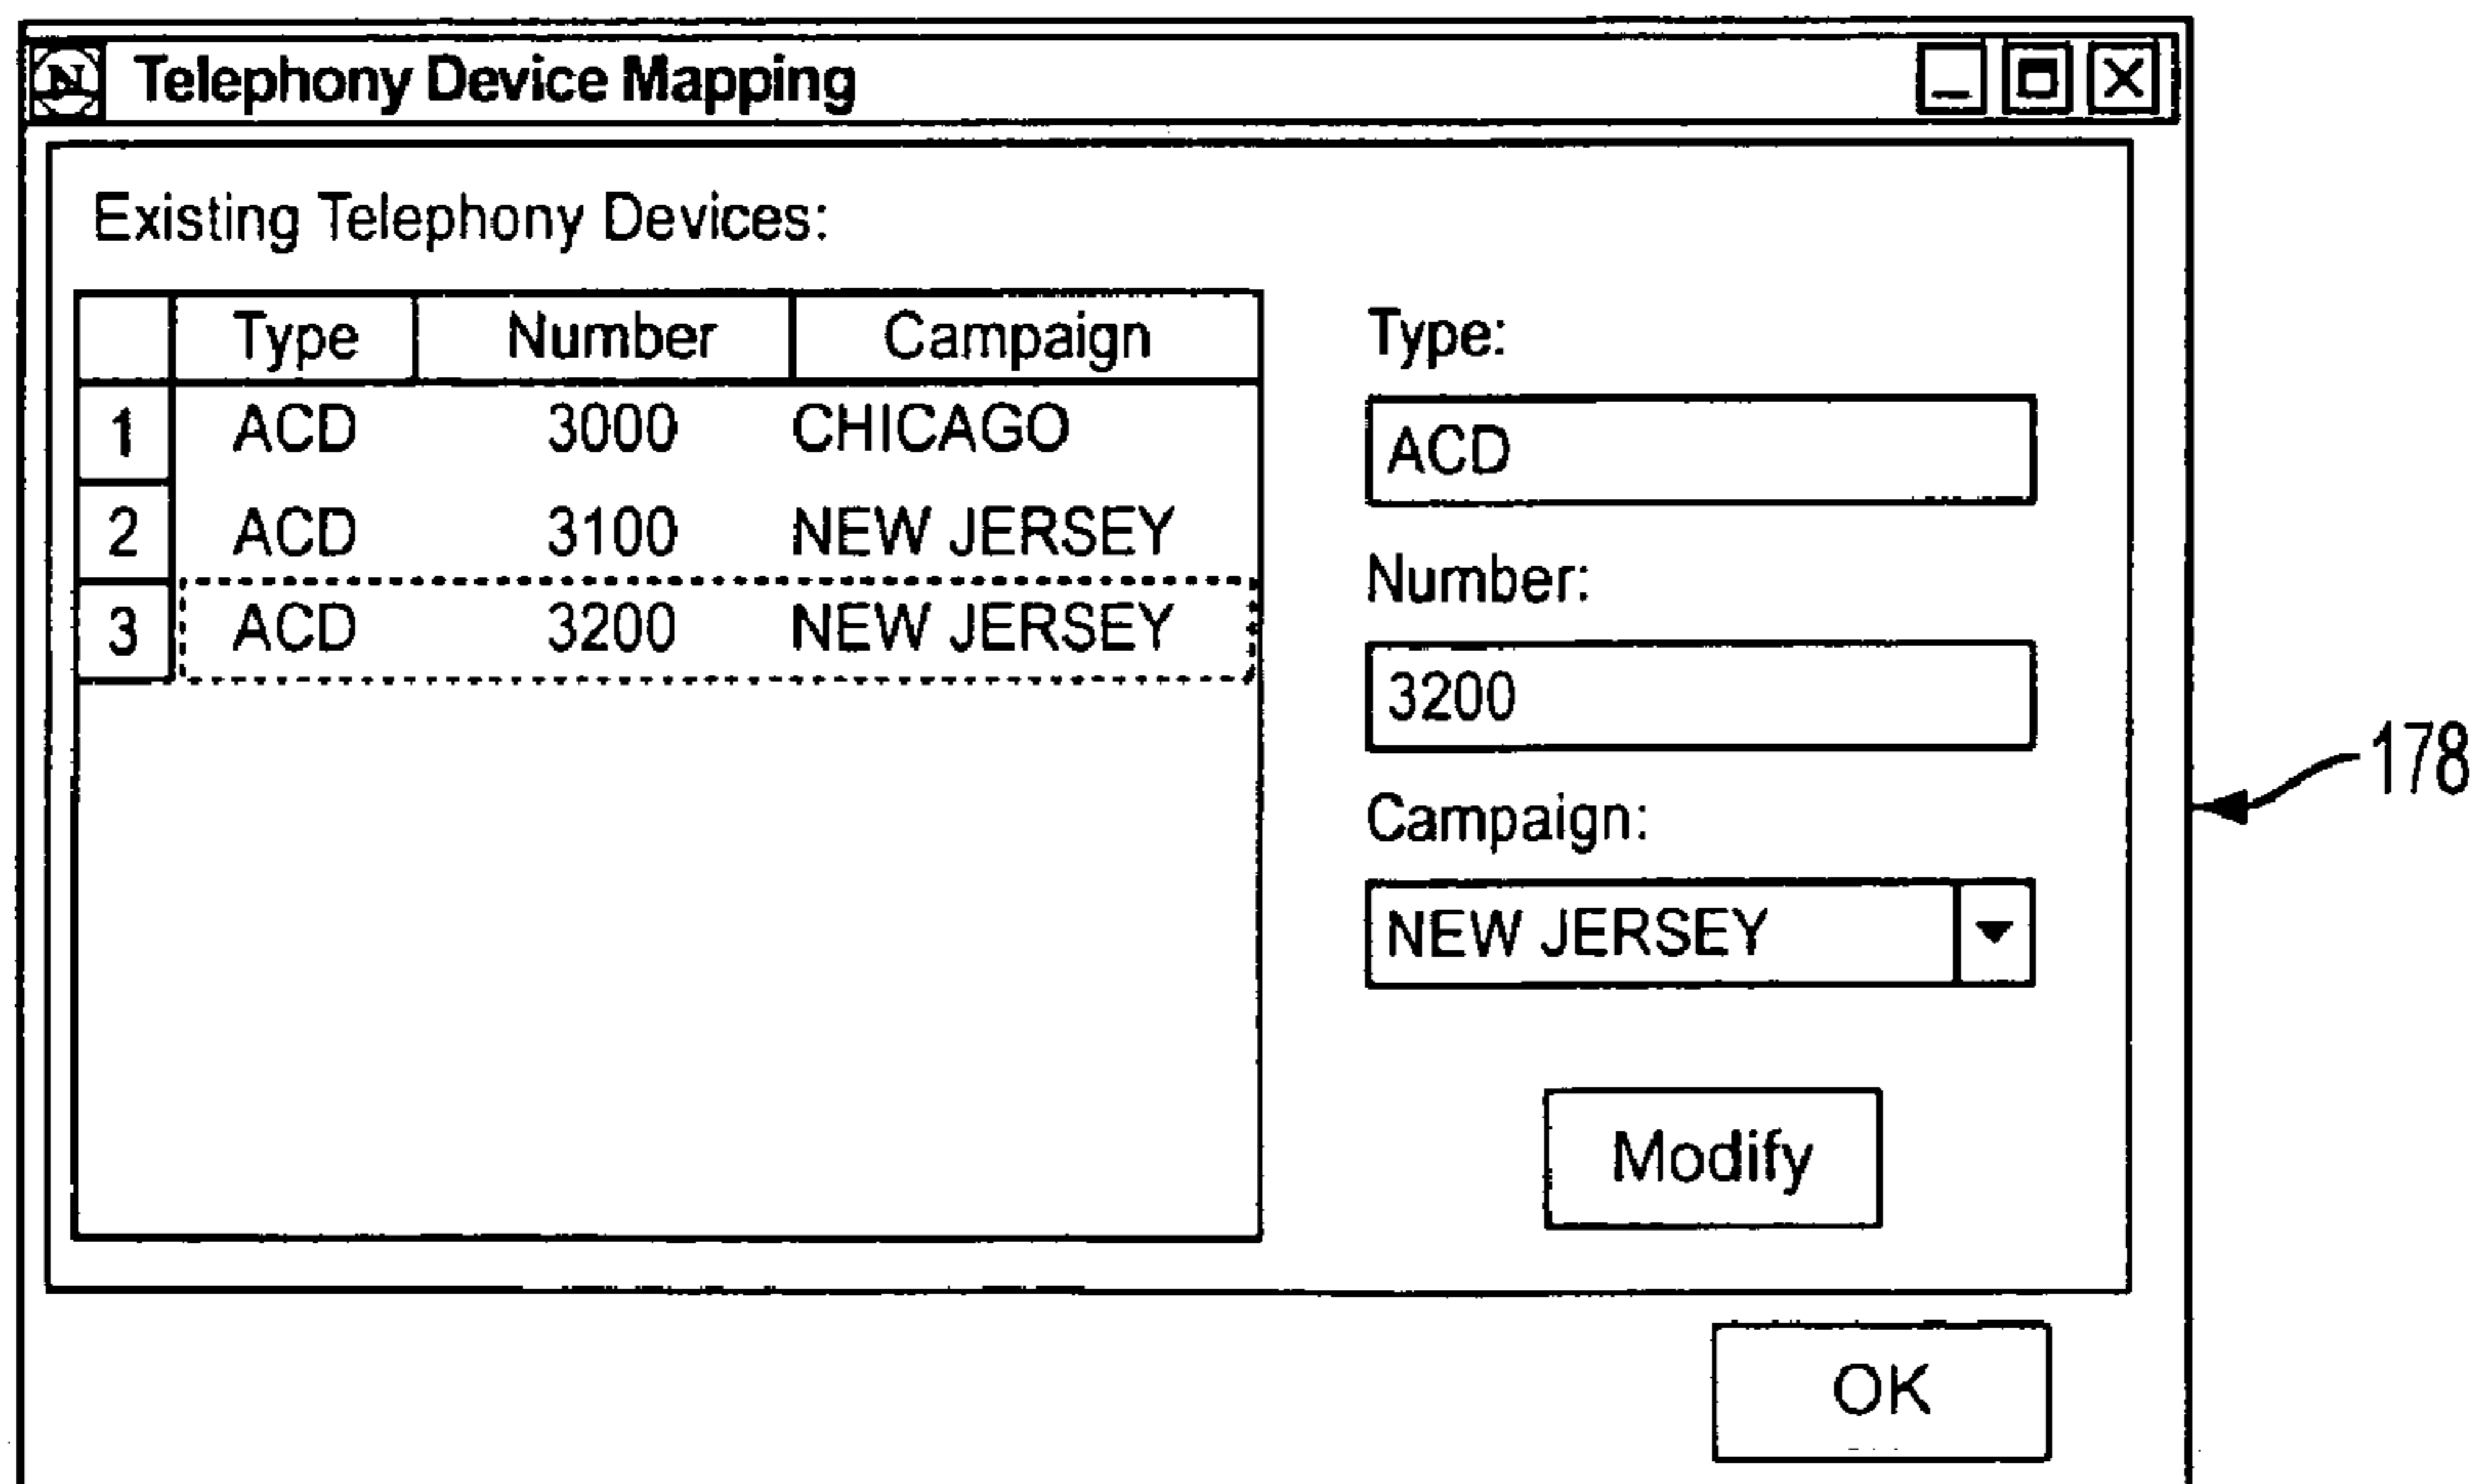 N Telephony Device Mapping
Existing Telephony Devices:
Type Number Campaign
1 ACD 3000 CHICAGO
2 ACD 3100 NEW JERSEY
3 ACD 3200 NEW JERSEY
Type:
ACD
Number:
3200
Campaign:
NEW JERSEY
Modify
OK
178